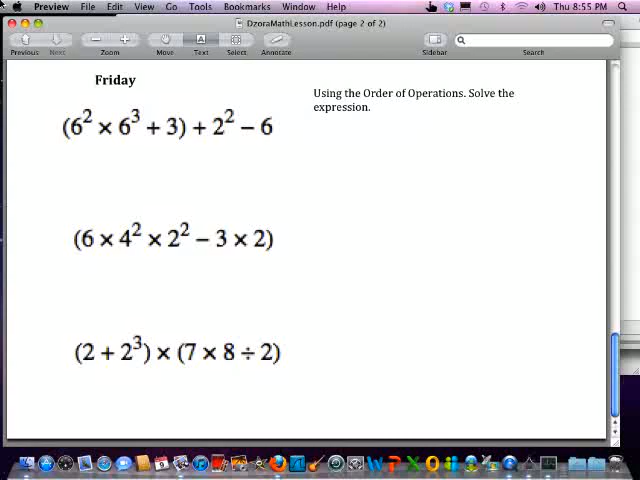 Preview File Edit View Go Tools Bookmarks Window Help Thu 8:55 PM
DzoraMathLesson.pdf (page 2 of 2)
Previous Next Zoom Move Text Select Annotate Sidebar Search
Friday
Using the Order of Operations. Solve the
expression.
(6² × 6³ + 3) + 2² − 6
(6 × 4² × 2² − 3 × 2)
(2 + 2³) × (7 × 8 ÷ 2)